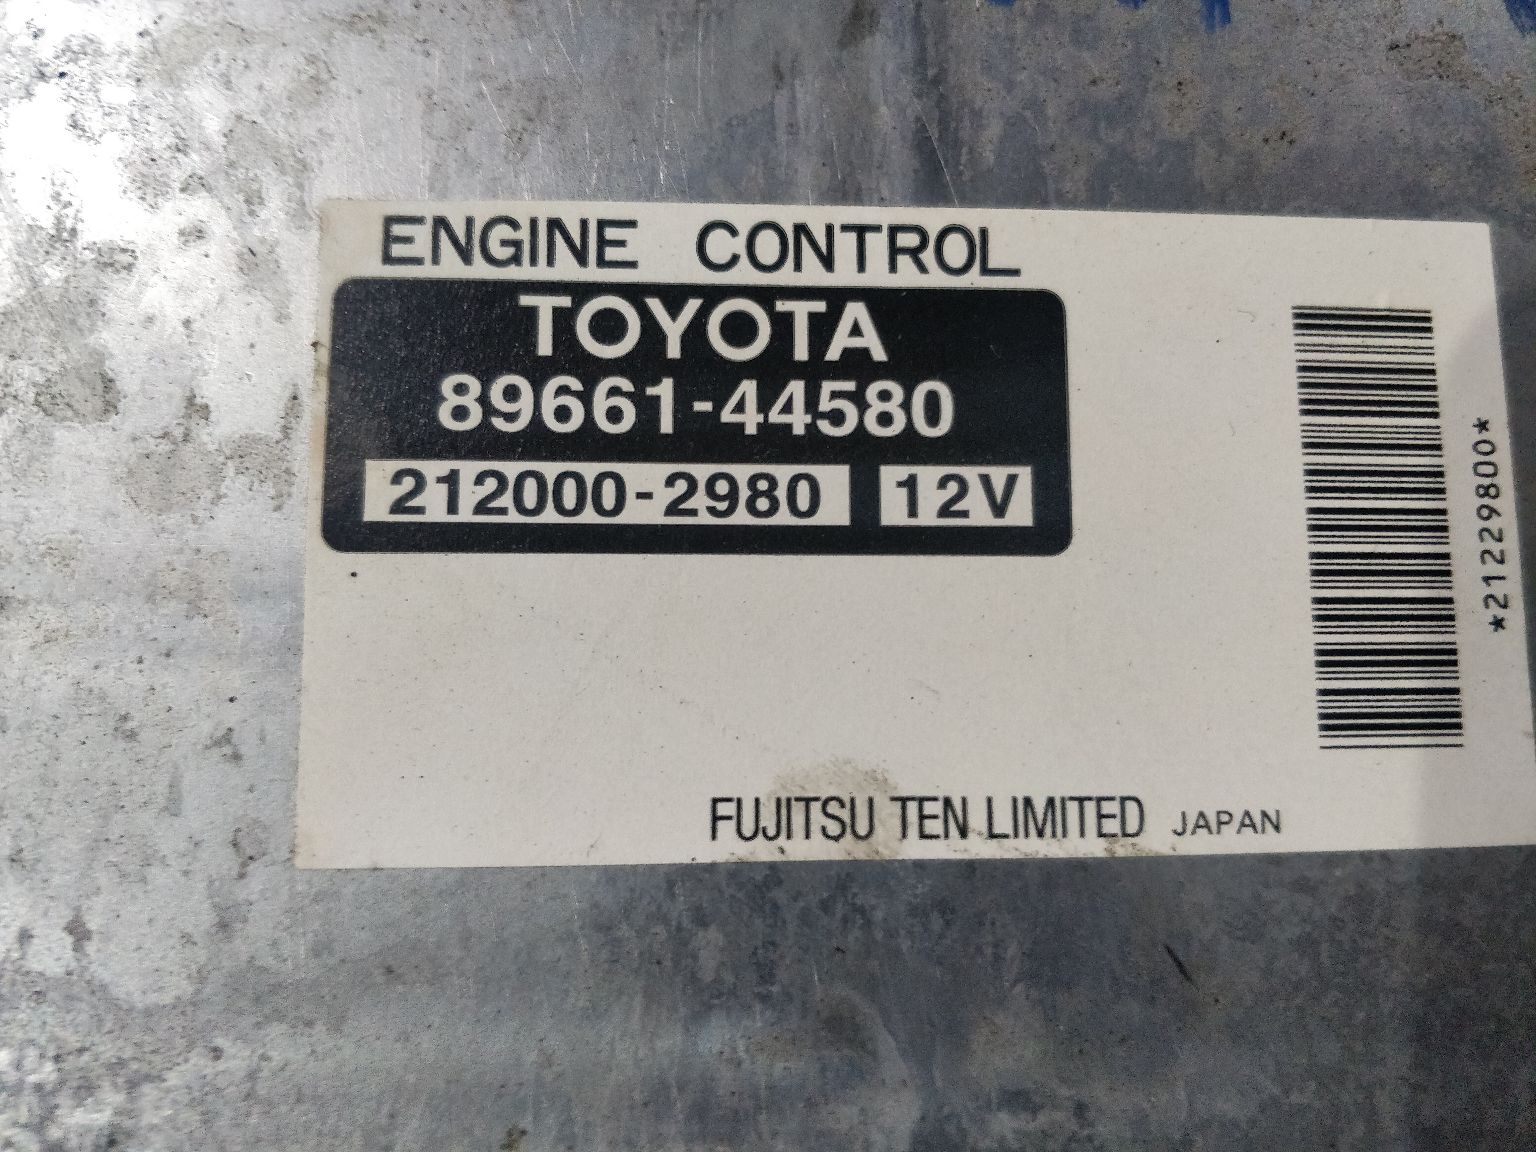 ENGINE CONTROL
TOYOTA
89661-44580
212000-2980 12V
*21229800*
FUJITSU TEN LIMITED JAPAN